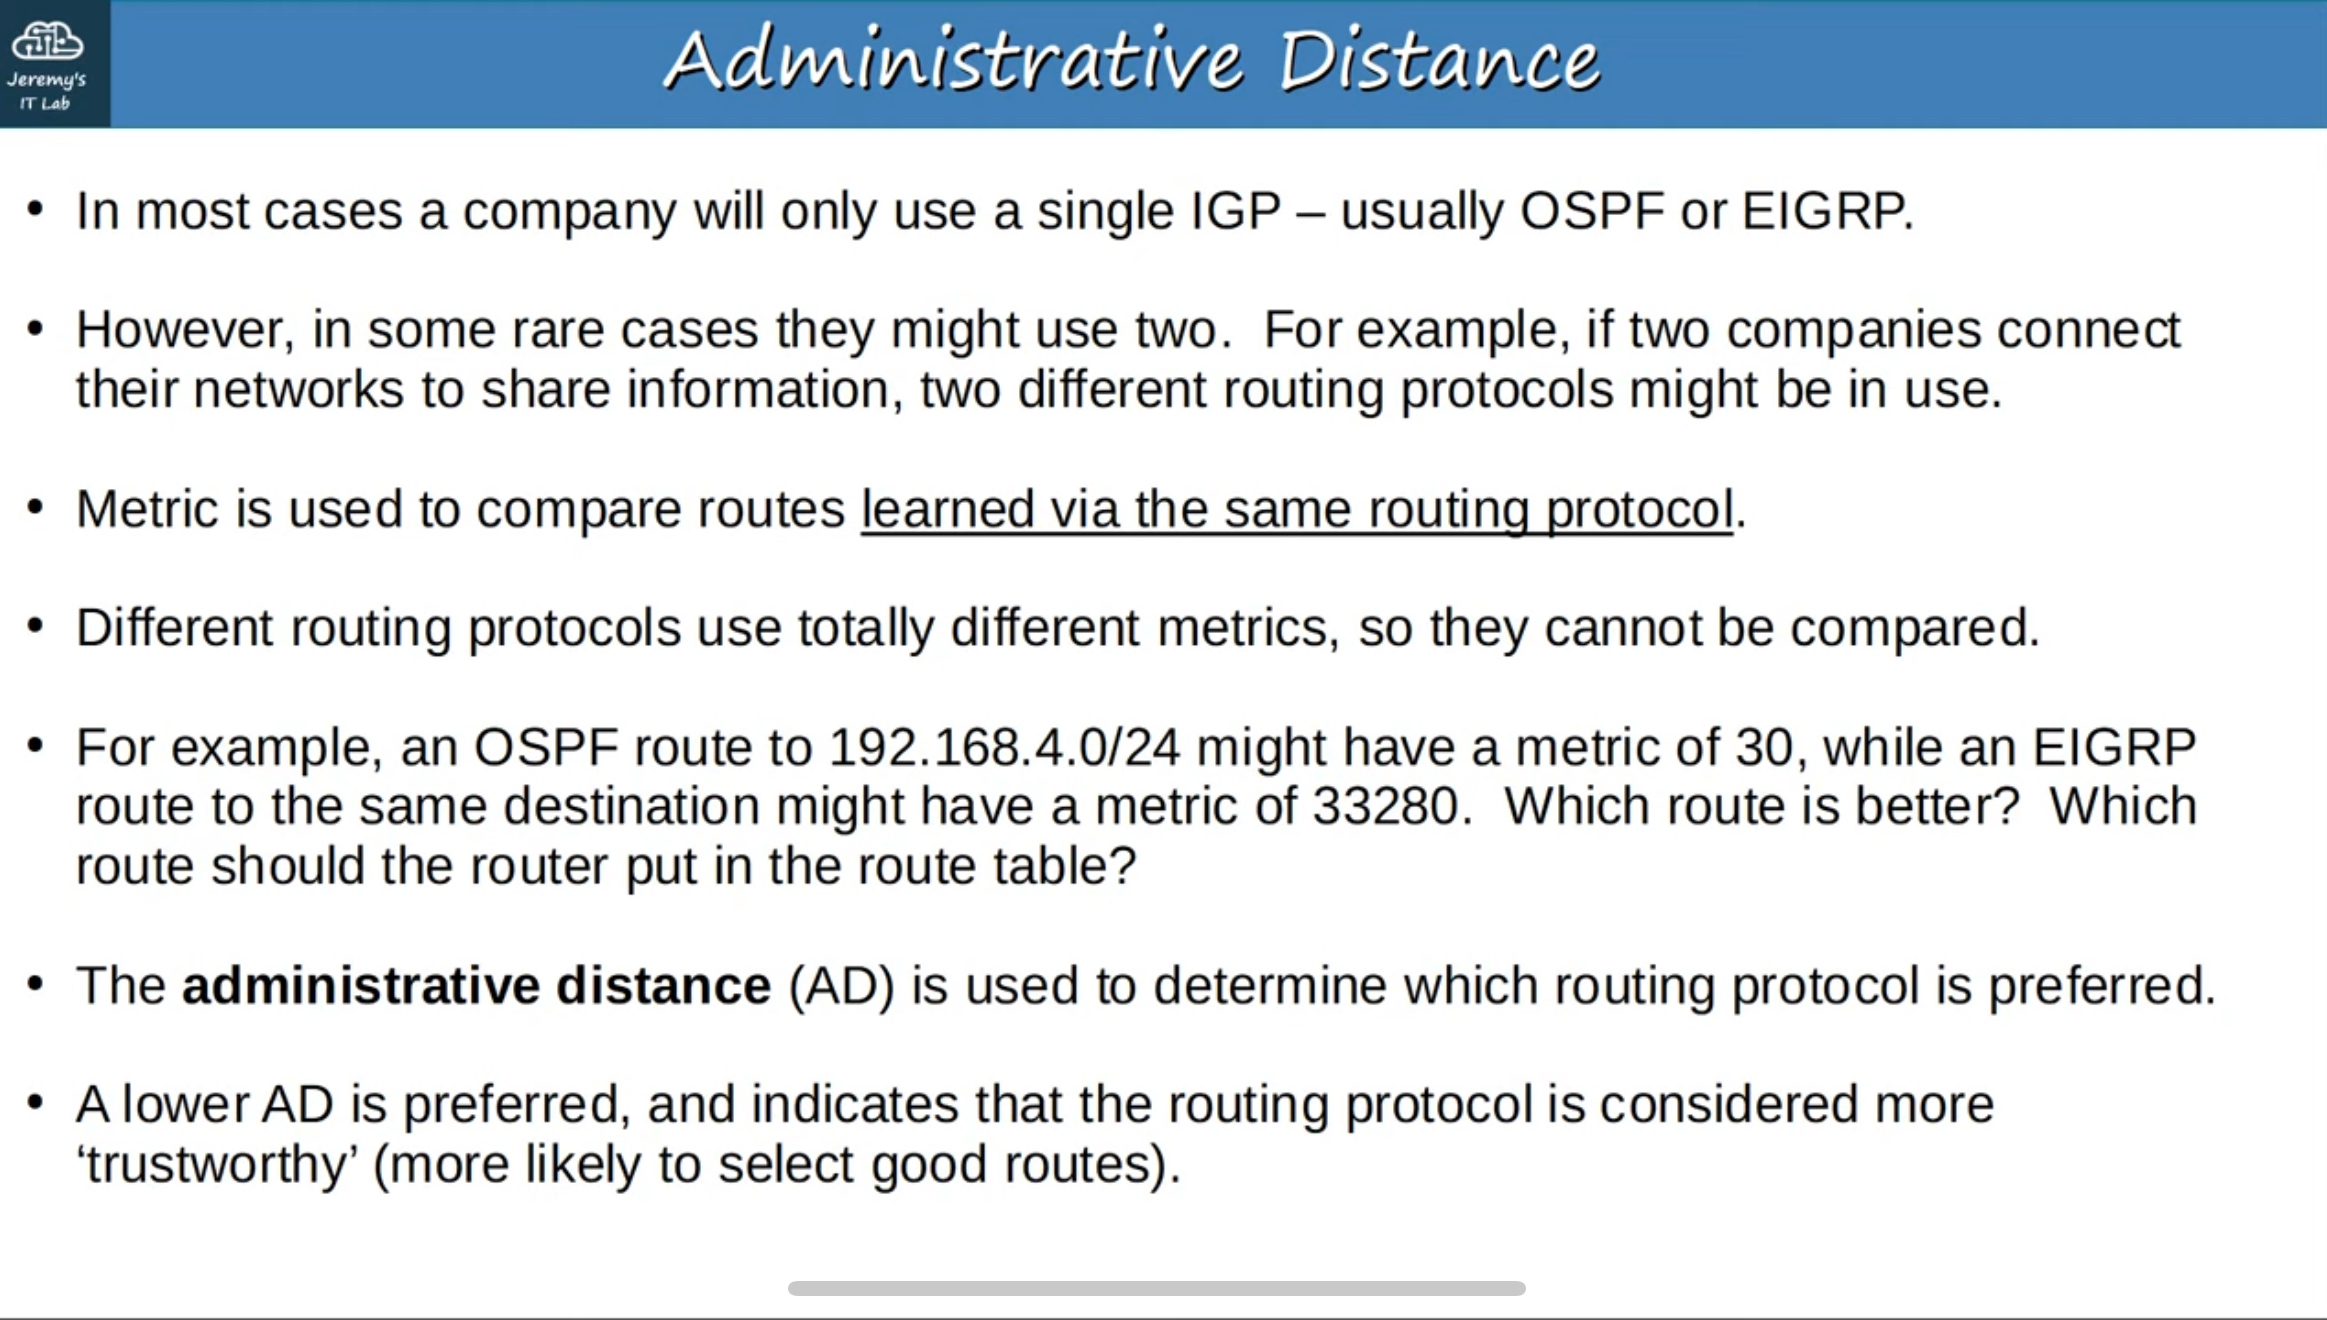 Jeremy's
IT Lab
Administrative Distance
• In most cases a company will only use a single IGP – usually OSPF or EIGRP.
• However, in some rare cases they might use two.  For example, if two companies connect
their networks to share information, two different routing protocols might be in use.
• Metric is used to compare routes learned via the same routing protocol.
• Different routing protocols use totally different metrics, so they cannot be compared.
• For example, an OSPF route to 192.168.4.0/24 might have a metric of 30, while an EIGRP
route to the same destination might have a metric of 33280.  Which route is better?  Which
route should the router put in the route table?
• The administrative distance (AD) is used to determine which routing protocol is preferred.
• A lower AD is preferred, and indicates that the routing protocol is considered more
‘trustworthy’ (more likely to select good routes).